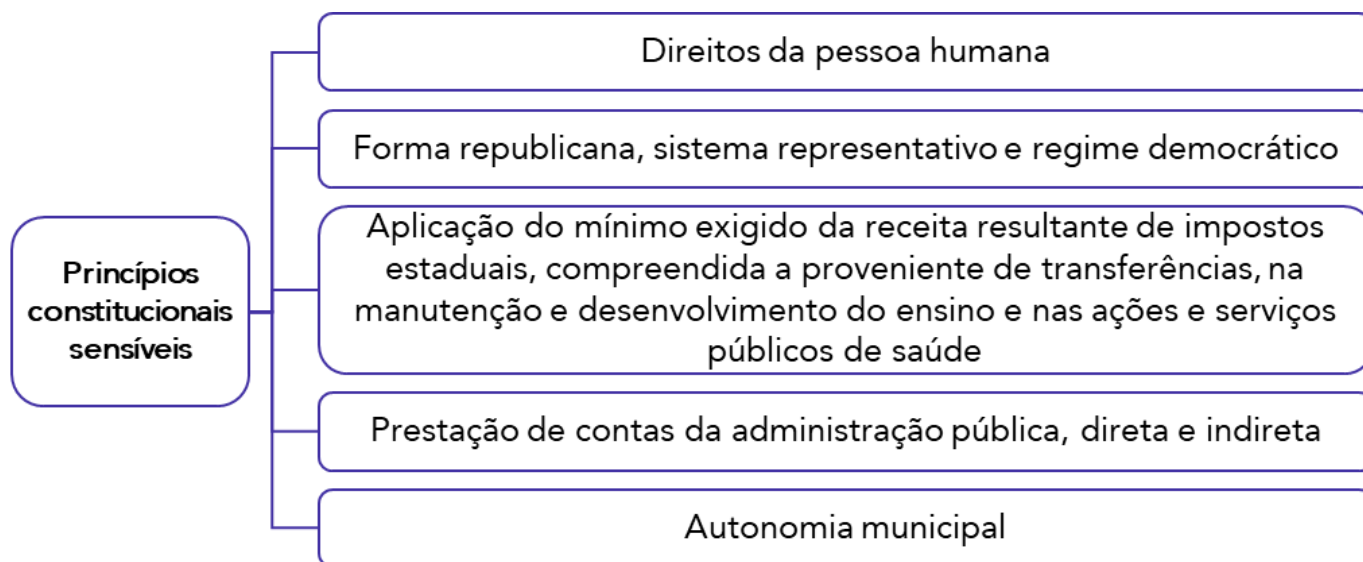 Direitos da pessoa humana
Forma republicana, sistema representativo e regime democrático
Princípios
constitucionais
sensíveis
Aplicação do mínimo exigido da receita resultante de impostos
estaduais, compreendida a proveniente de transferências, na
manutenção e desenvolvimento do ensino e nas ações e serviços
públicos de saúde
Prestação de contas da administração pública, direta e indireta
Autonomia municipal